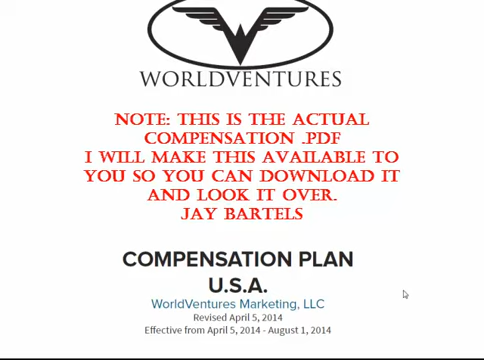 WORLDVENTURES
NOTE: THIS IS THE ACTUAL
COMPENSATION .PDF
I WILL MAKE THIS AVAILABLE TO
YOU SO YOU CAN DOWNLOAD IT
AND LOOK IT OVER.
JAY BARTELS
COMPENSATION PLAN
U.S.A.
WorldVentures Marketing, LLC
Revised April 5, 2014
Effective from April 5, 2014 - August 1, 2014